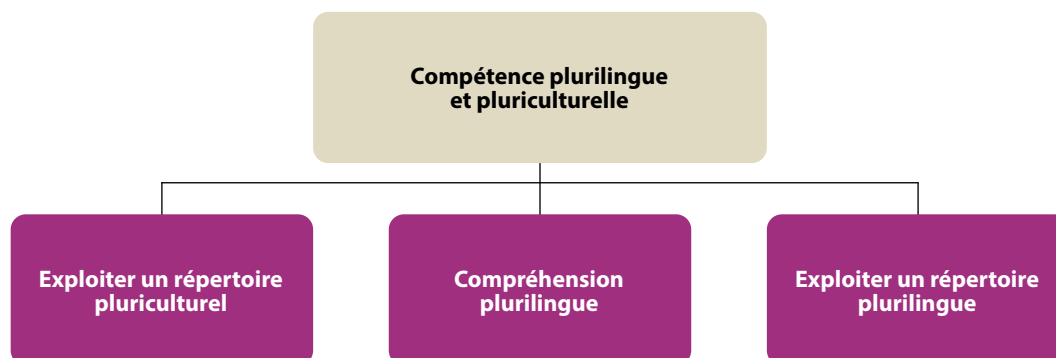 Compétence plurilingue
et pluriculturelle
Exploiter un répertoire
pluriculturel
Compréhension
plurilingue
Exploiter un répertoire
plurilingue